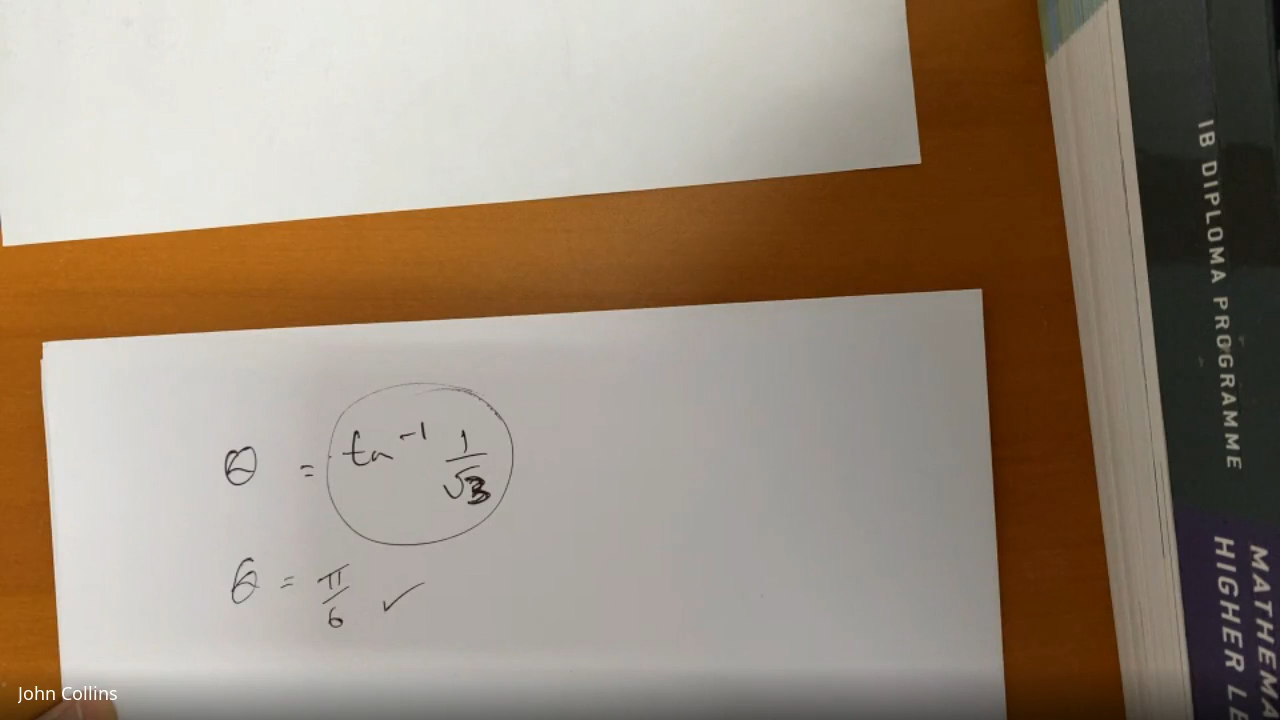 θ = tan⁻¹ 1/√3
θ = π/6 ✓
IB DIPLOMA PROGRAMME
MATHEMA
HIGHER LE
John Collins